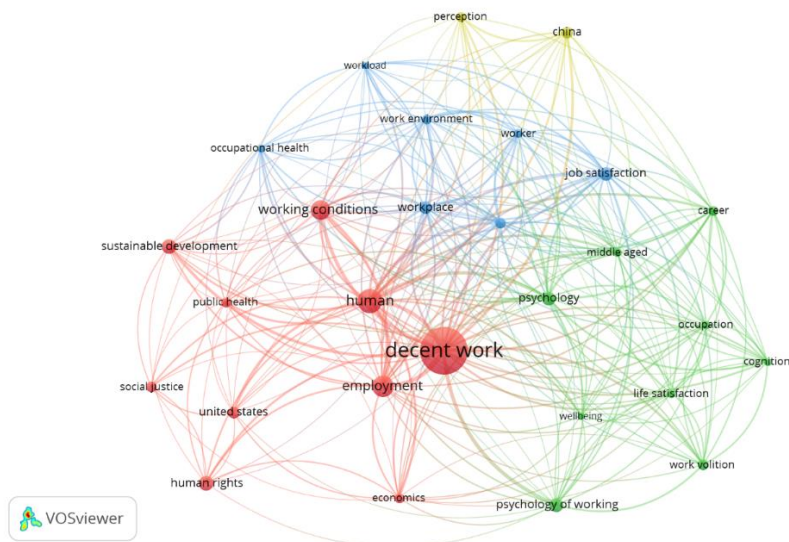 perception
china
workload
work environment
worker
occupational health
job satisfaction
working conditions
workplace
career
sustainable development
middle aged
public health
human
psychology
occupation
decent work
cognition
social justice
employment
life satisfaction
united states
wellbeing
work volition
human rights
economics
psychology of working
VOSviewer